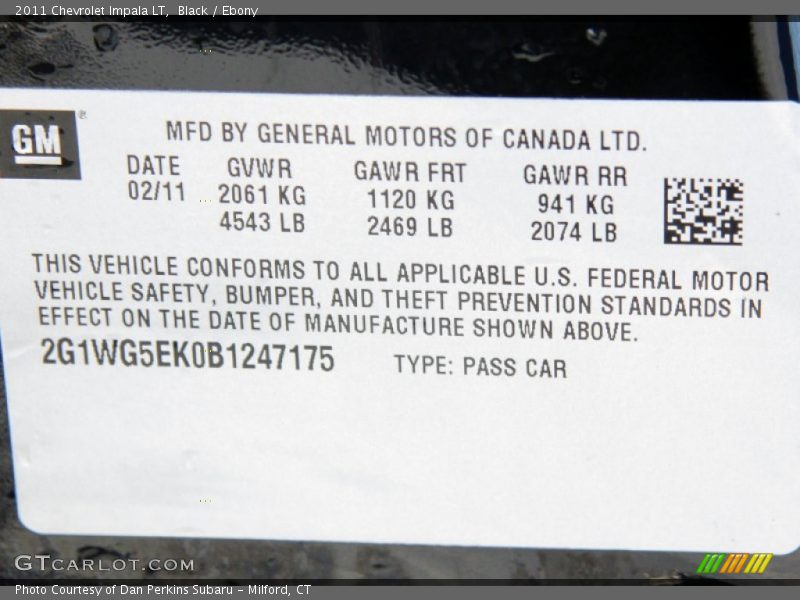 2011 Chevrolet Impala LT, Black / Ebony
GM
MFD BY GENERAL MOTORS OF CANADA LTD.
DATE GVWR GAWR FRT GAWR RR
02/11 2061 KG 1120 KG 941 KG
4543 LB 2469 LB 2074 LB
THIS VEHICLE CONFORMS TO ALL APPLICABLE U.S. FEDERAL MOTOR
VEHICLE SAFETY, BUMPER, AND THEFT PREVENTION STANDARDS IN
EFFECT ON THE DATE OF MANUFACTURE SHOWN ABOVE.
2G1WG5EK0B1247175 TYPE: PASS CAR
GTCARLOT.COM
Photo Courtesy of Dan Perkins Subaru – Milford, CT